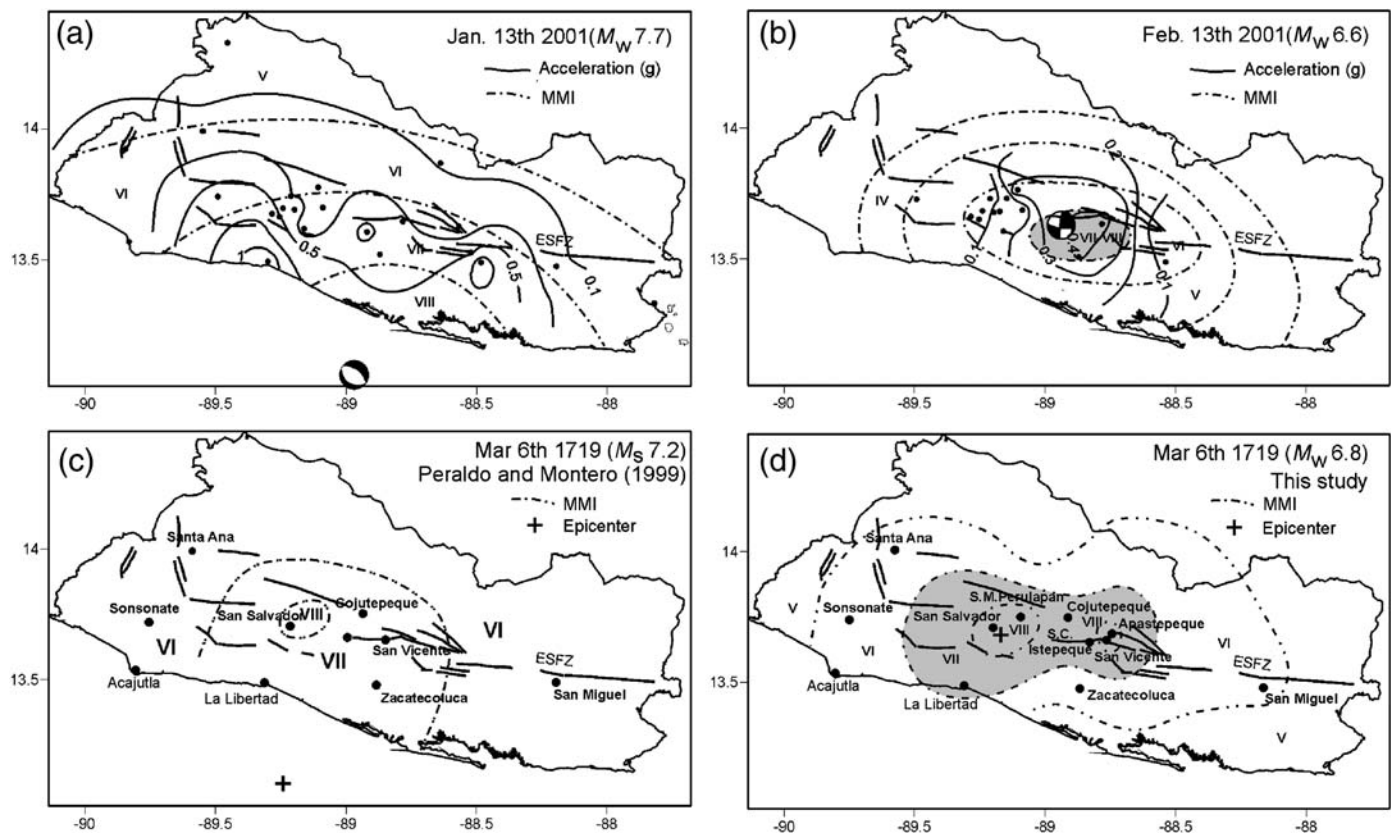 (a)
Jan. 13th 2001(Mw 7.7)
Acceleration (g)
MMI
V
14
VI
VI
0.5
VII
0.5
ESFZ
0.1
13.5
1
VIII
-90
-89.5
-89
-88.5
-88
(b)
Feb. 13th 2001(Mw 6.6)
Acceleration (g)
MMI
14
IV
VII-VIII
VI
ESFZ
13.5
0.3
V
-90
-89.5
-89
-88.5
-88
(c)
Mar 6th 1719 (Ms 7.2)
Peraldo and Montero (1999)
MMI
Epicenter
14
Santa Ana
Sonsonate
San Salvador
VIII
Cojutepeque
VI
VI
VII
San Vicente
ESFZ
13.5
Acajutla
La Libertad
Zacatecoluca
San Miguel
-90
-89.5
-89
-88.5
-88
(d)
Mar 6th 1719 (Mw 6.8)
This study
MMI
Epicenter
14
Santa Ana
V
Sonsonate
S.M.Perulapán
San Salvador
VIII
Cojutepeque
VIII
Apastepeque
S.C.
VI
VI
VII
Istepeque
San Vicente
ESFZ
13.5
Acajutla
La Libertad
Zacatecoluca
San Miguel
V
-90
-89.5
-89
-88.5
-88